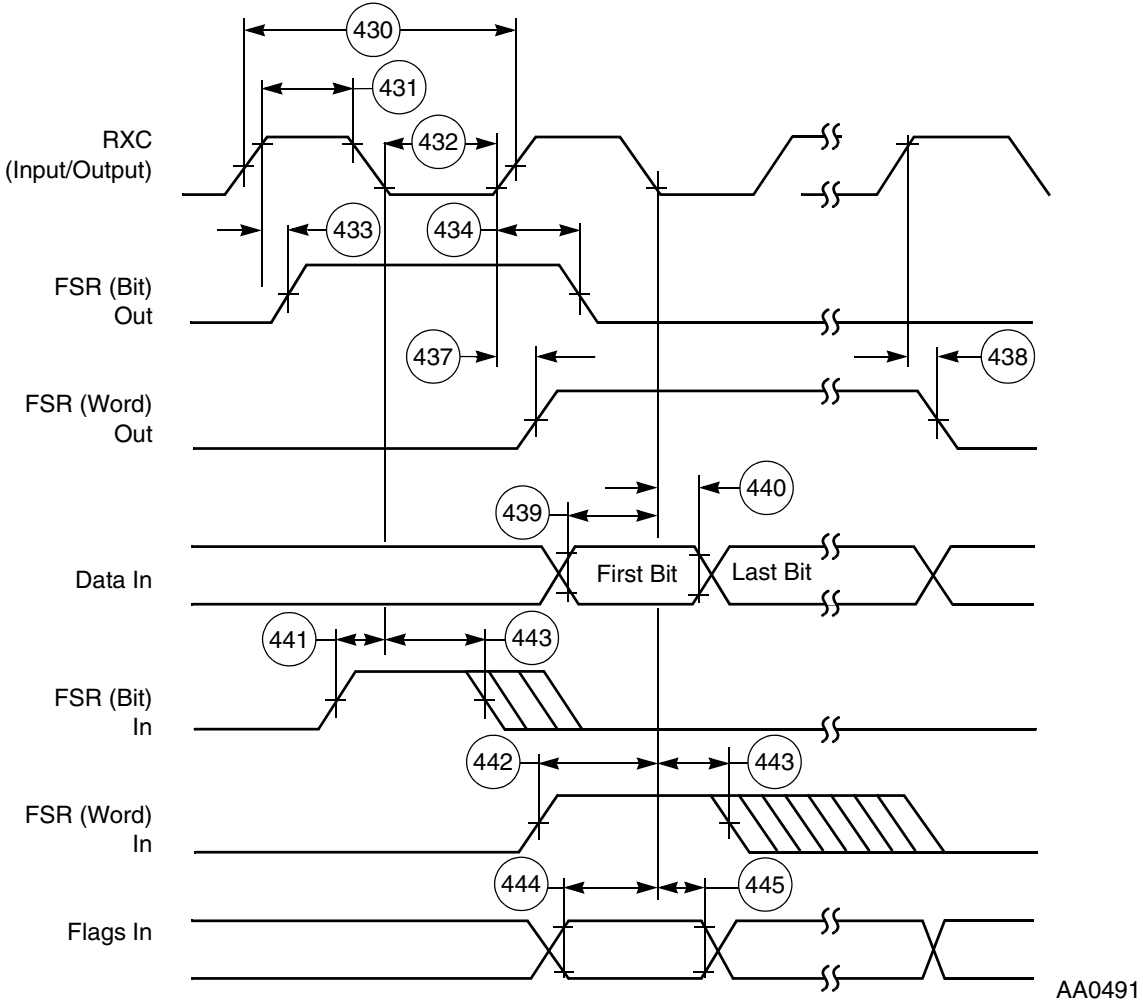 430
431
RXC
(Input/Output)
432
433
434
FSR (Bit)
Out
437
438
FSR (Word)
Out
439
440
Data In
First Bit
Last Bit
441
443
FSR (Bit)
In
442
443
FSR (Word)
In
444
445
Flags In
AA0491